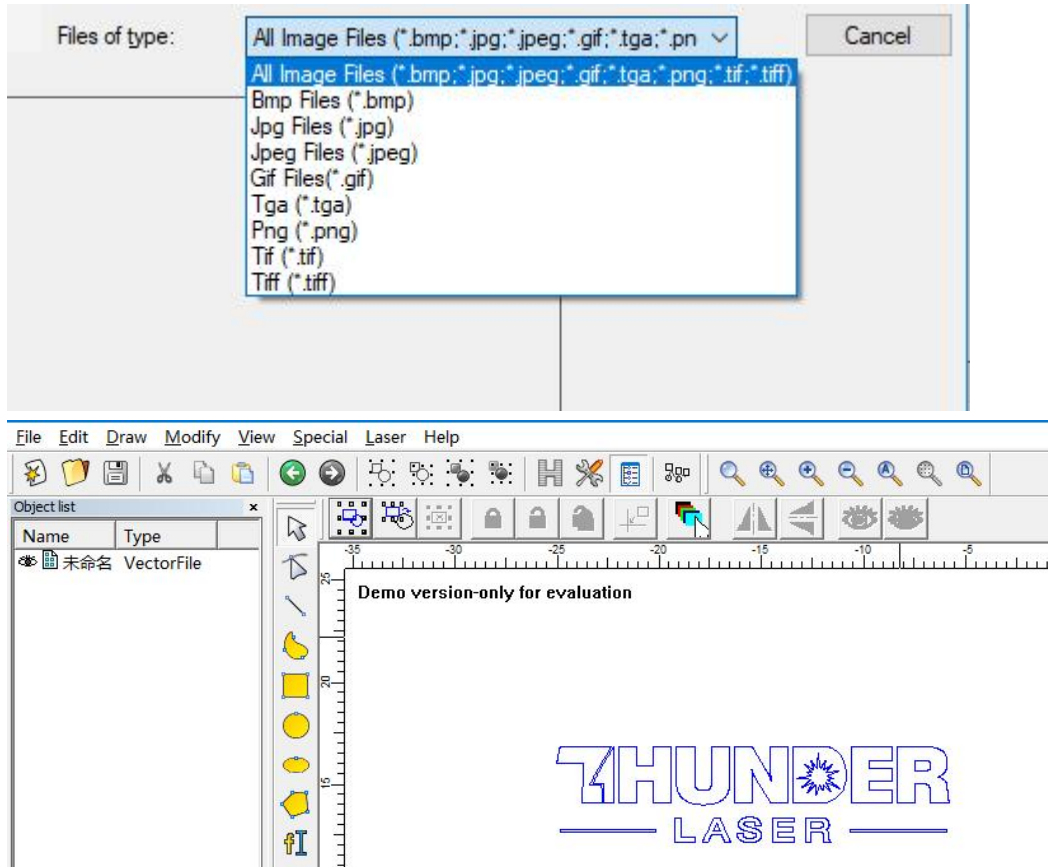 Files of type:
All Image Files (*.bmp;*.jpg;*.jpeg;*.gif;*.tga;*.pn
Cancel
All Image Files (*.bmp;*.jpg;*.jpeg;*.gif;*.tga;*.png;*.tif;*.tiff)
Bmp Files (*.bmp)
Jpg Files (*.jpg)
Jpeg Files (*.jpeg)
Gif Files(*.gif)
Tga (*.tga)
Png (*.png)
Tif (*.tif)
Tiff (*.tiff)
File Edit Draw Modify View Special Laser Help
Object list
Name Type
未命名 VectorFile
-35 -30 -25 -20 -15 -10 -5
25
Demo version-only for evaluation
20
15
THUNDER
LASER